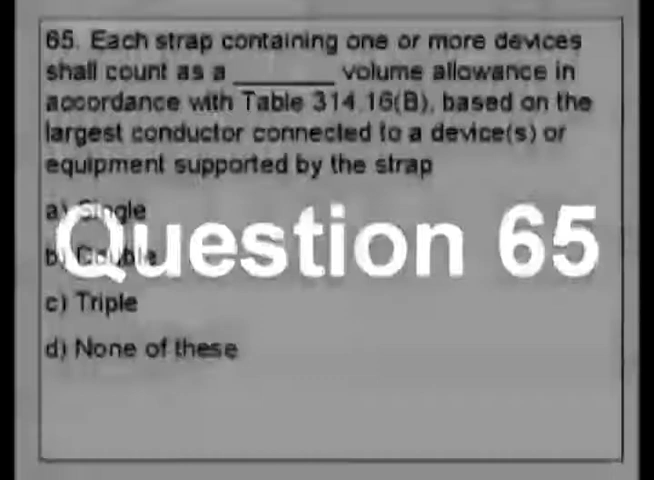 65. Each strap containing one or more devices
shall count as a ________ volume allowance in
accordance with Table 314.16(B), based on the
largest conductor connected to a device(s) or
equipment supported by the strap
a) Single
b) Double
Question 65
c) Triple
d) None of these